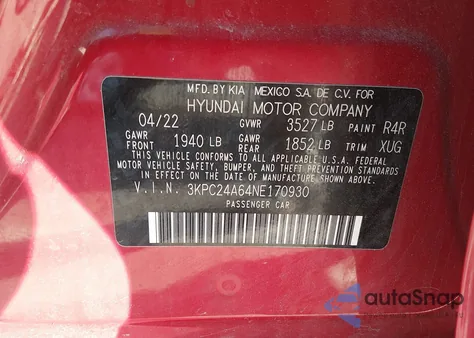 MFD.BY KIA MEXICO S.A. DE C.V. FOR
HYUNDAI MOTOR COMPANY
04/22 GVWR 3527 LB PAINT R4R
GAWR FRONT 1940 LB GAWR REAR 1852 LB TRIM XUG
THIS VEHICLE CONFORMS TO ALL APPLICABLE U.S.A. FEDERAL
MOTOR VEHICLE SAFETY, BUMPER, AND THEFT PREVENTION
STANDARDS IN EFFECT ON THE DATE OF MANUFACTURE SHOWN ABOVE.
V.I.N. 3KPC24A64NE170930
PASSENGER CAR
autoSnap